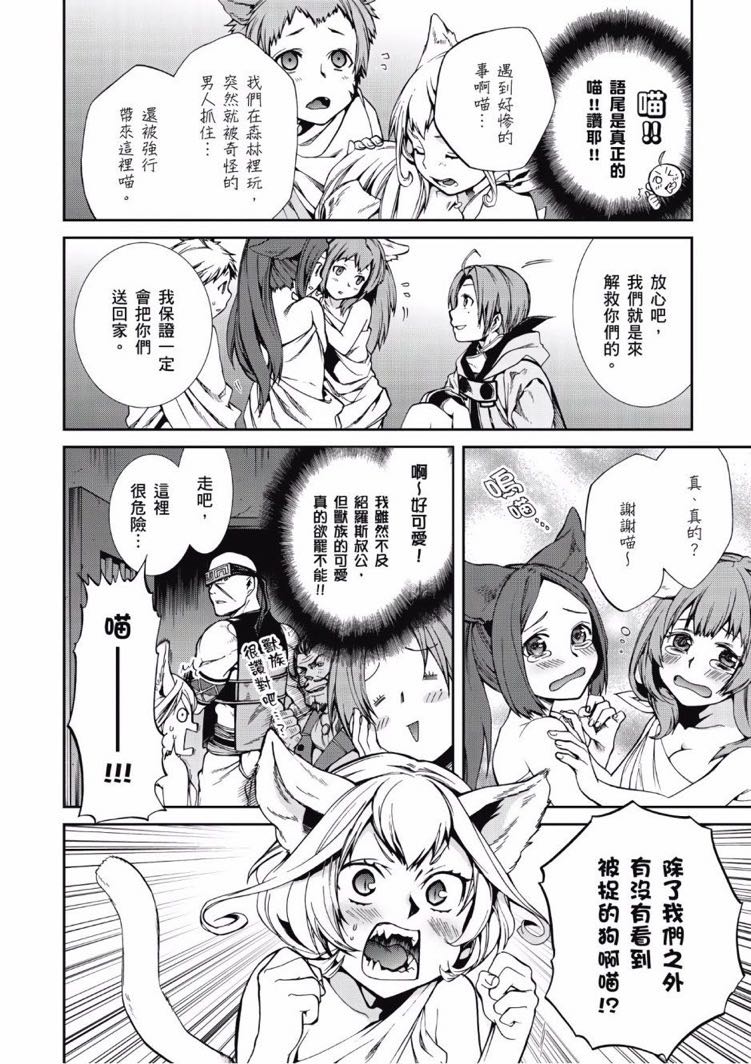 喵!!
語尾是真正的
喵!!讚耶!!
遇到好慘的
事啊喵…
我們在森林裡玩，
突然就被奇怪的
男人抓住…
還被強行
帶來這裡喵。
放心吧，
我們就是來
解救你們的。
我保證一定
會把你們
送回家。
真、真的？
謝謝喵～
嗚喵…
啊～好可愛！
我雖然不及
紹羅斯叔公，
但獸族的可愛
真的欲罷不能!!
獸族
很讚對吧…？
走吧，
這裡
很危險…
喵——!!!
除了我們之外
有沒有看到
被捉的狗啊喵!?